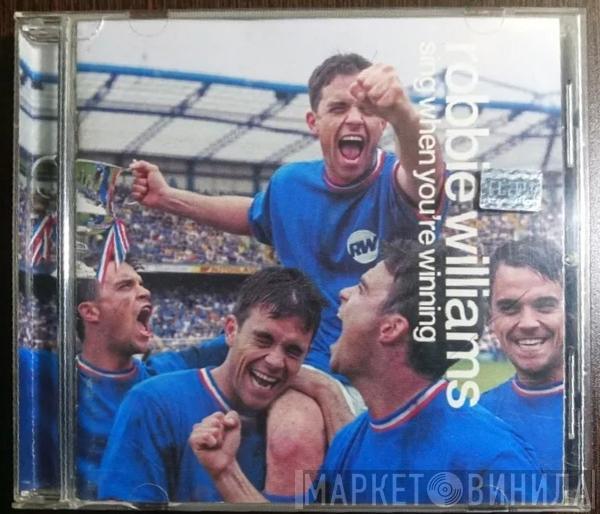 robbie williams
sing when you're winning
RW
МАРКЕТ ВИНИЛА